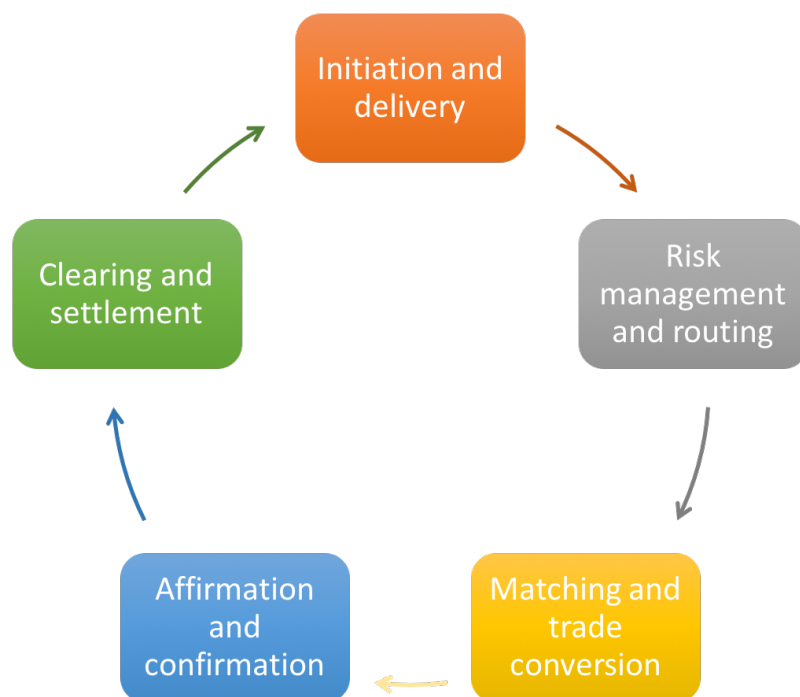 Initiation and
delivery
Risk
management
and routing
Matching and
trade
conversion
Affirmation
and
confirmation
Clearing and
settlement